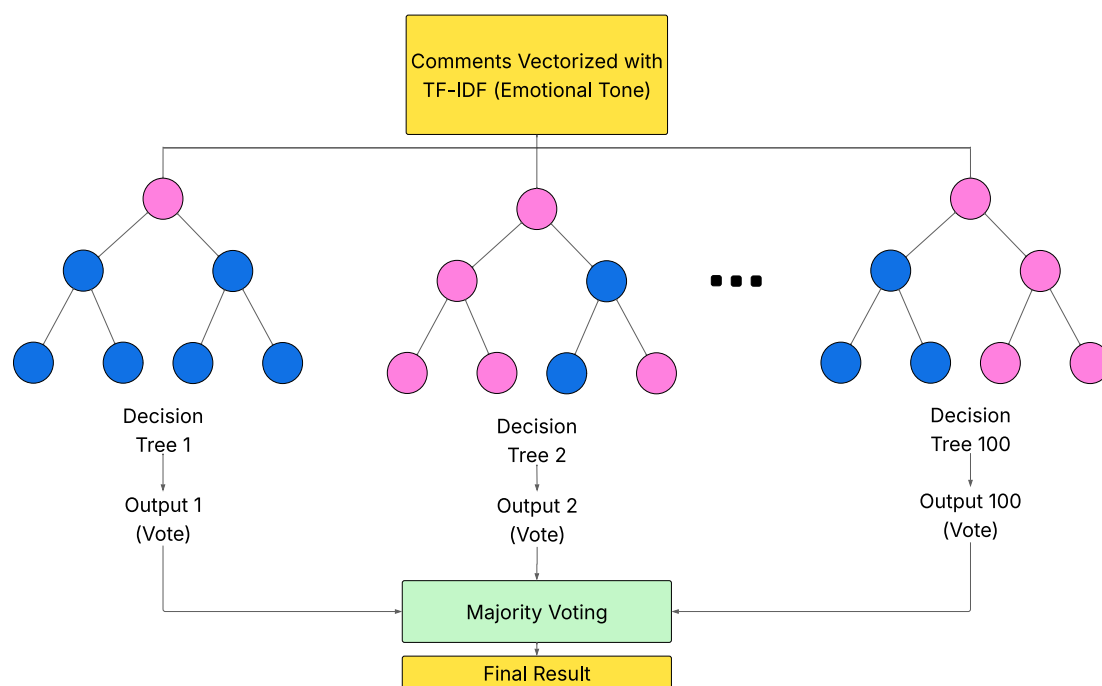 Comments Vectorized with
TF-IDF (Emotional Tone)
Decision
Tree 1
Decision
Tree 2
Decision
Tree 100
Output 1
(Vote)
Output 2
(Vote)
Output 100
(Vote)
Majority Voting
Final Result